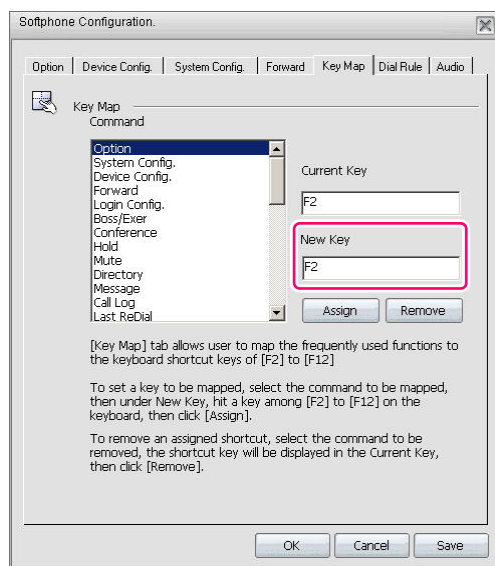 Softphone Configuration.
Option Device Config. System Config. Forward Key Map Dial Rule Audio
Key Map
Command
Option
System Config.
Device Config.
Forward
Login Config.
Boss/Exer
Conference
Hold
Mute
Directory
Message
Call Log
Last ReDial
Current Key
F2
New Key
F2
Assign Remove
[Key Map] tab allows user to map the frequently used functions to
the keyboard shortcut keys of [F2] to [F12]
To set a key to be mapped, select the command to be mapped,
then under New Key, hit a key among [F2] to [F12] on the
keyboard, then click [Assign].
To remove an assigned shortcut, select the command to be
removed, the shortcut key will be displayed in the Current Key,
then click [Remove].
OK Cancel Save